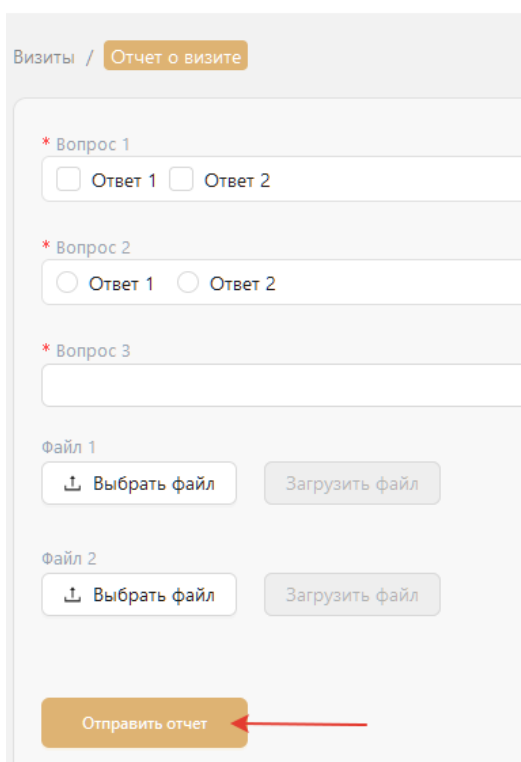 Визиты / Отчет о визите
* Вопрос 1
Ответ 1 Ответ 2
* Вопрос 2
Ответ 1 Ответ 2
* Вопрос 3
Файл 1
Выбрать файл Загрузить файл
Файл 2
Выбрать файл Загрузить файл
Отправить отчет